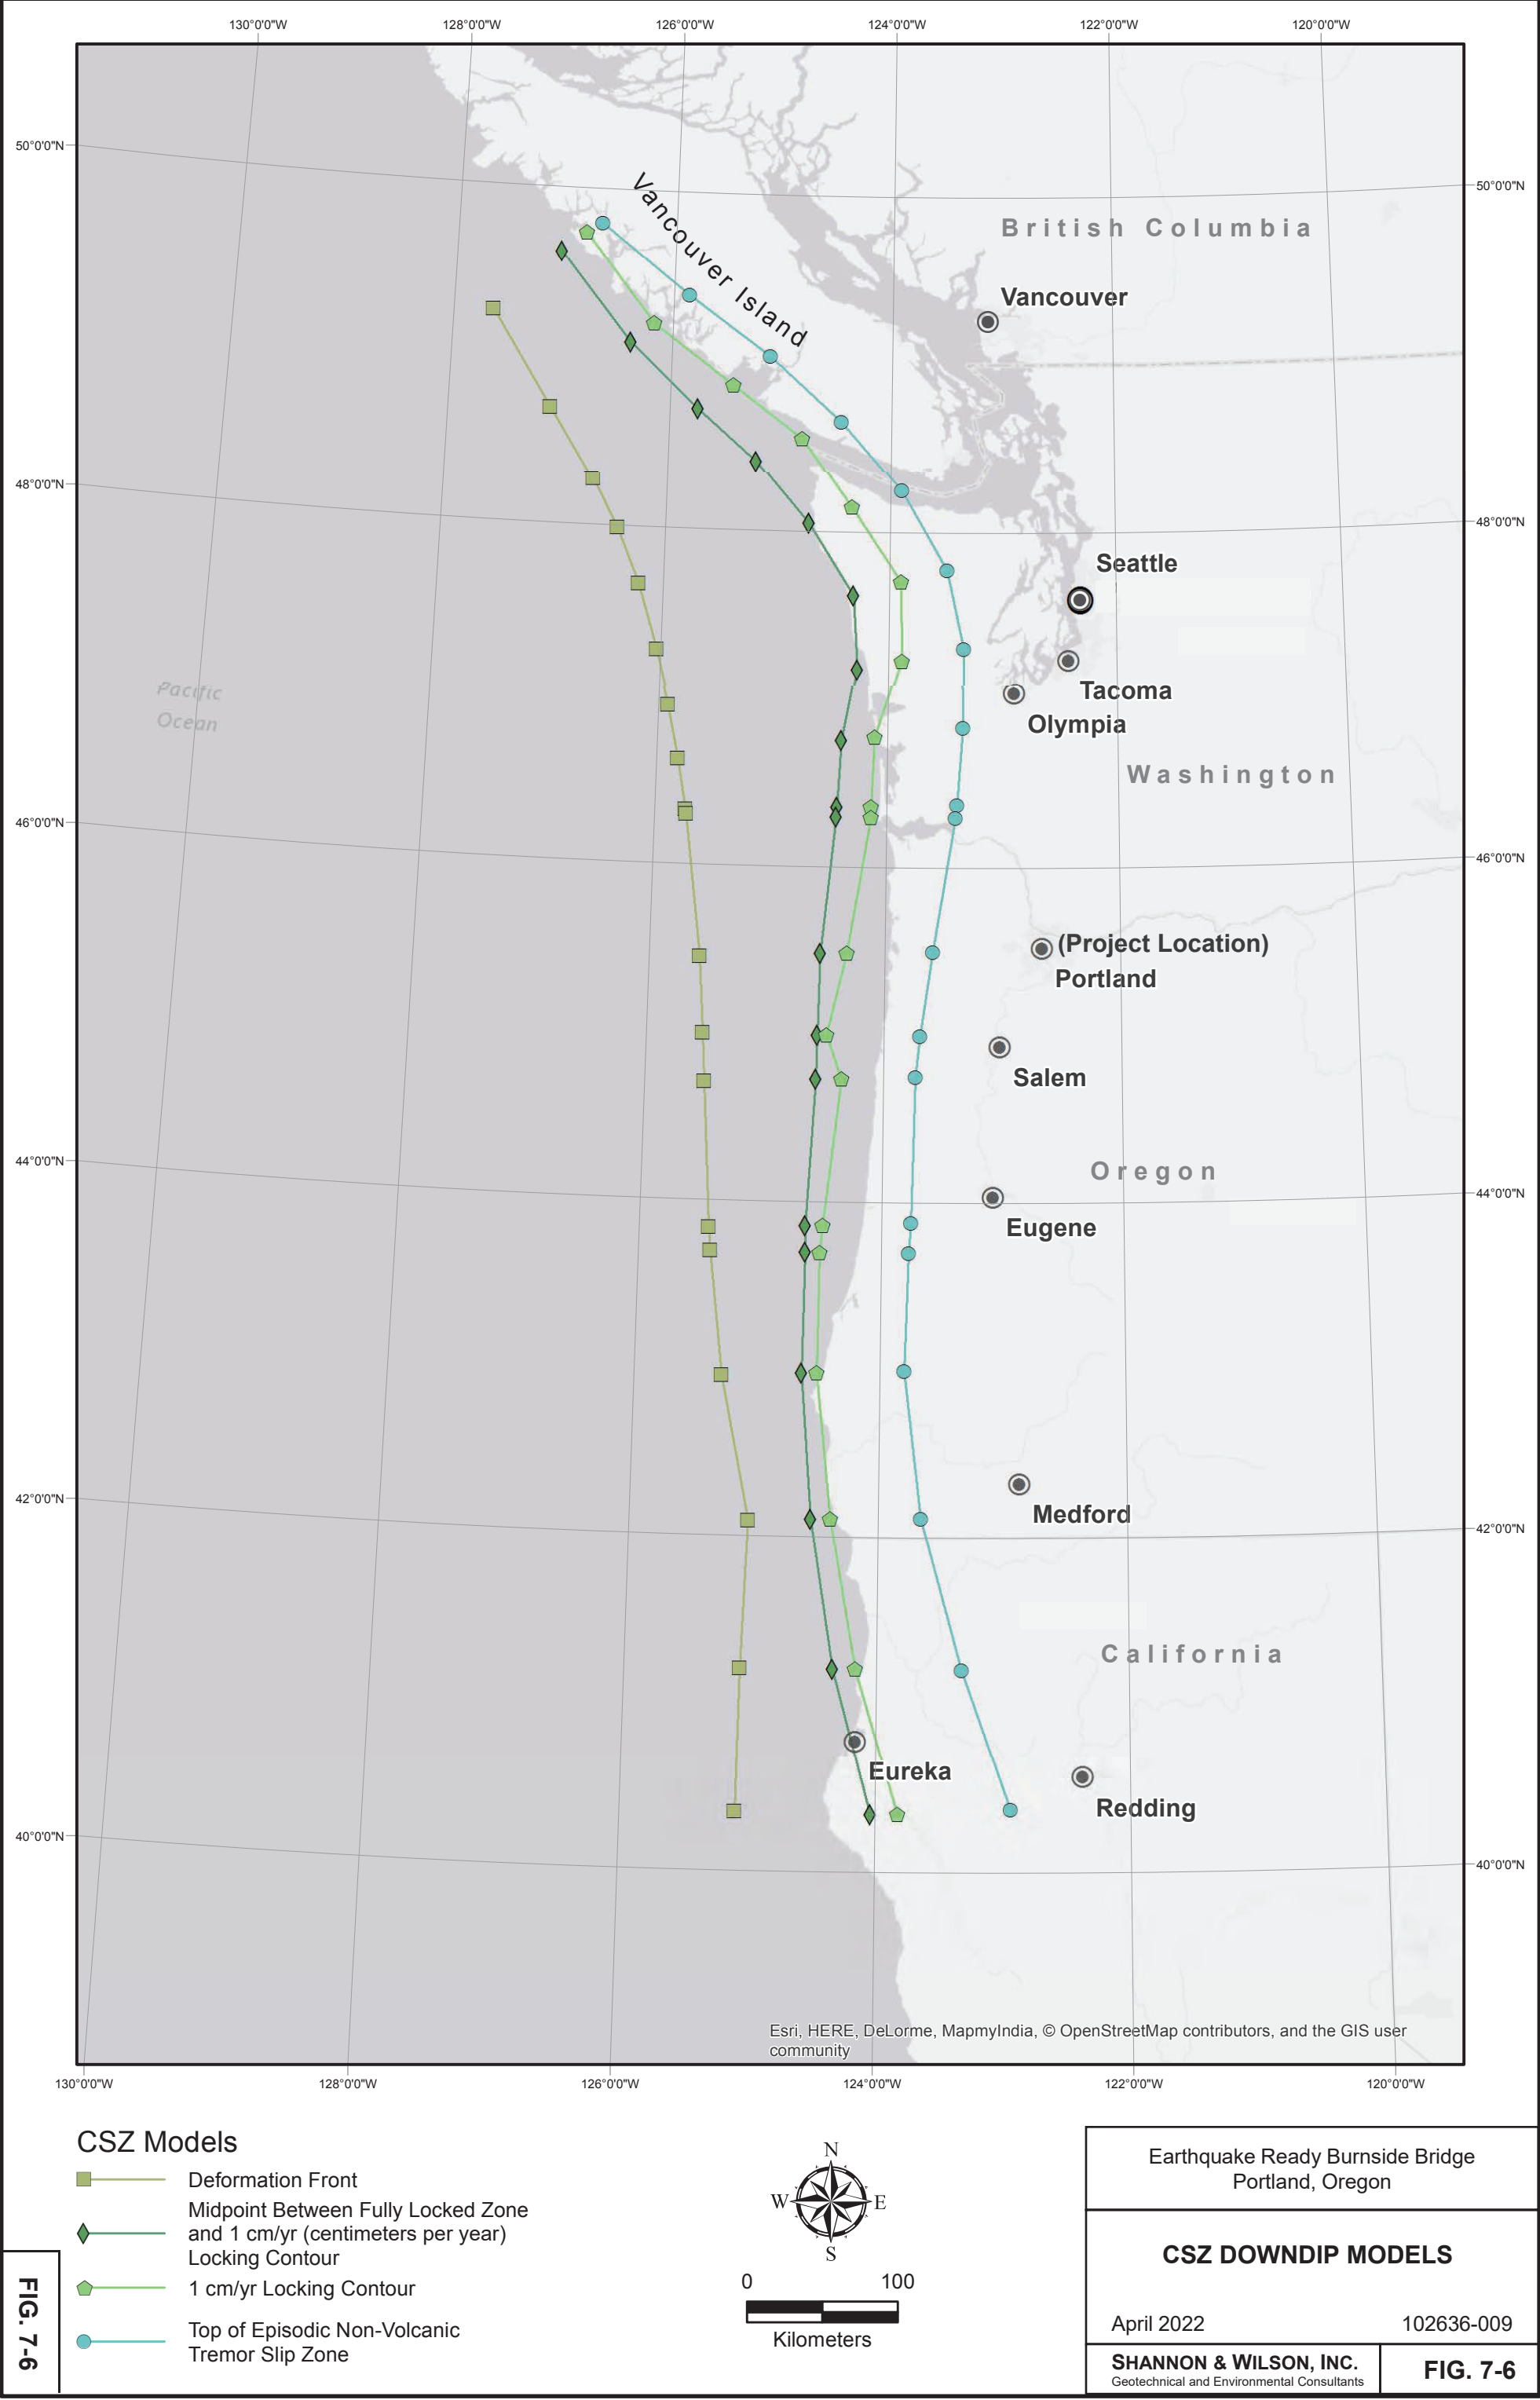 130°0'0"W 128°0'0"W 126°0'0"W 124°0'0"W 122°0'0"W 120°0'0"W
50°0'0"N
50°0'0"N
Vancouver Island
British Columbia
Vancouver
48°0'0"N
48°0'0"N
Seattle
Pacific
Ocean
Tacoma
Olympia
Washington
46°0'0"N
46°0'0"N
(Project Location)
Portland
Salem
44°0'0"N
Oregon
44°0'0"N
Eugene
42°0'0"N
Medford
42°0'0"N
California
Eureka
Redding
40°0'0"N
40°0'0"N
Esri, HERE, DeLorme, MapmyIndia, © OpenStreetMap contributors, and the GIS user
community
130°0'0"W 128°0'0"W 126°0'0"W 124°0'0"W 122°0'0"W 120°0'0"W
CSZ Models
Deformation Front
Midpoint Between Fully Locked Zone
and 1 cm/yr (centimeters per year)
Locking Contour
1 cm/yr Locking Contour
Top of Episodic Non-Volcanic
Tremor Slip Zone
FIG. 7-6
N
W E
S
0 100
Kilometers
Earthquake Ready Burnside Bridge
Portland, Oregon
CSZ DOWNDIP MODELS
April 2022 102636-009
SHANNON & WILSON, INC.
Geotechnical and Environmental Consultants
FIG. 7-6